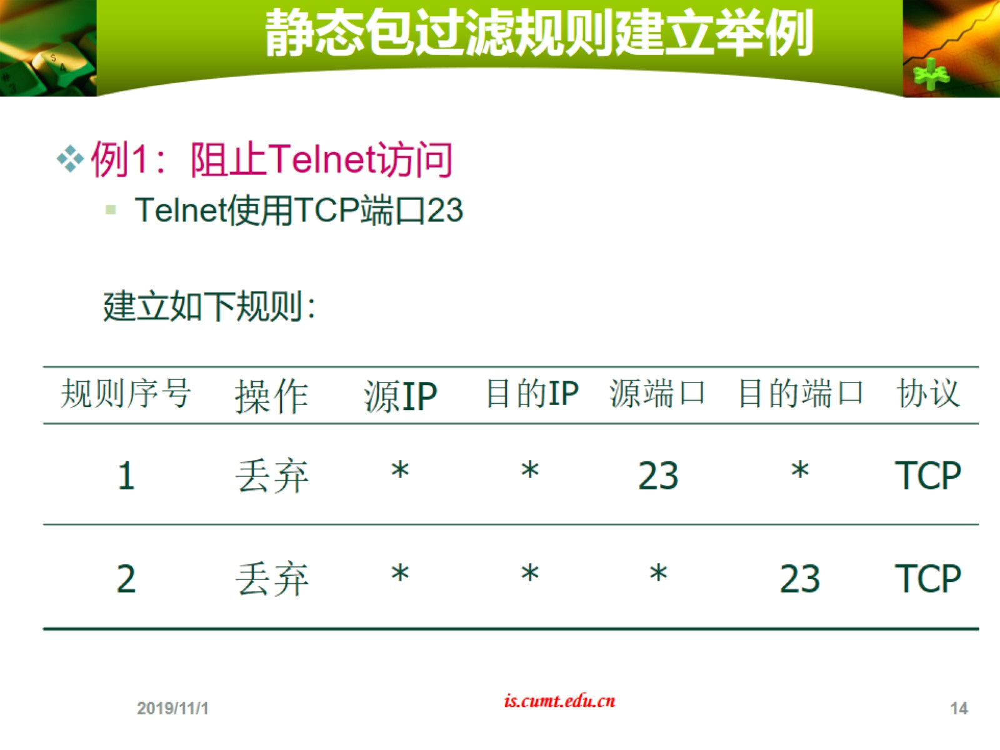 静态包过滤规则建立举例
$
4
#
3
例1：阻止Telnet访问
Telnet使用TCP端口23
建立如下规则：
规则序号 操作 源IP 目的IP 源端口 目的端口 协议
1 丢弃 * * 23 * TCP
2 丢弃 * * * 23 TCP
2019/11/1 is.cumt.edu.cn 14